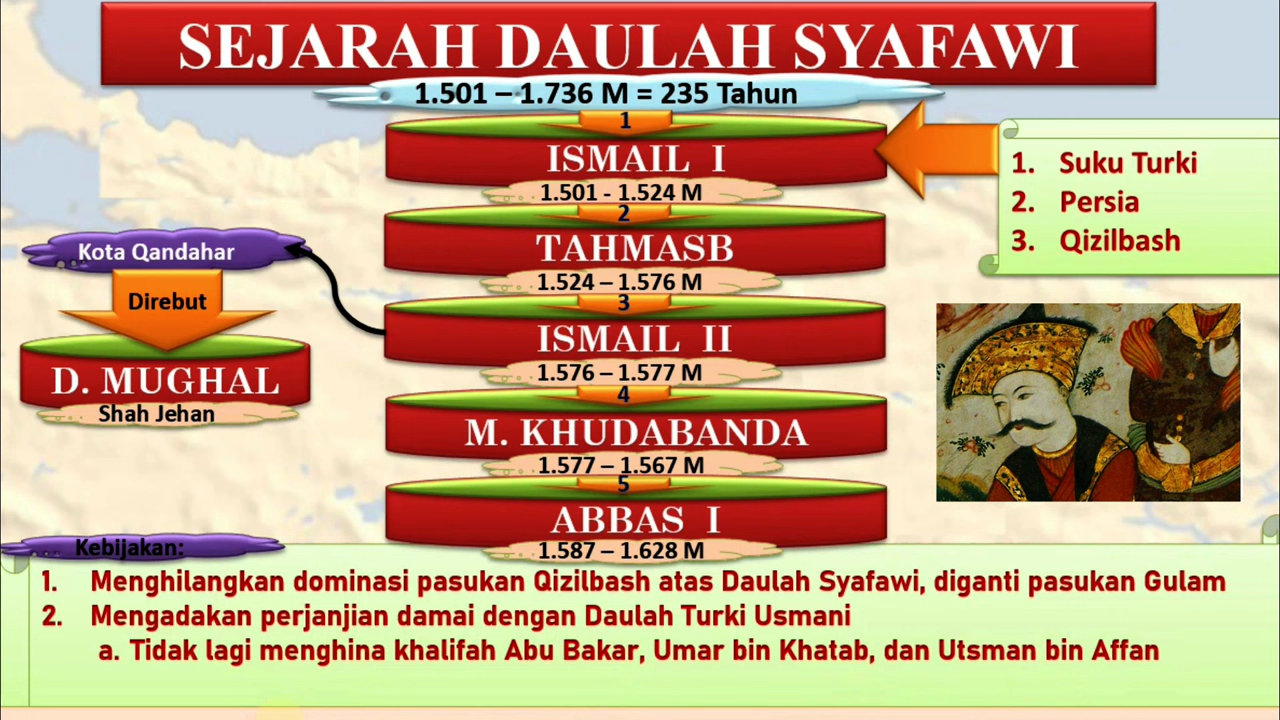 SEJARAH DAULAH SYAFAWI
1.501 – 1.736 M = 235 Tahun
1
ISMAIL I
1.501 - 1.524 M
2
TAHMASB
1.524 – 1.576 M
3
ISMAIL II
1.576 – 1.577 M
4
M. KHUDABANDA
1.577 – 1.567 M
5
ABBAS I
1.587 – 1.628 M
1. Suku Turki
2. Persia
3. Qizilbash
Kota Qandahar
Direbut
D. MUGHAL
Shah Jehan
Kebijakan:
1. Menghilangkan dominasi pasukan Qizilbash atas Daulah Syafawi, diganti pasukan Gulam
2. Mengadakan perjanjian damai dengan Daulah Turki Usmani
a. Tidak lagi menghina khalifah Abu Bakar, Umar bin Khatab, dan Utsman bin Affan